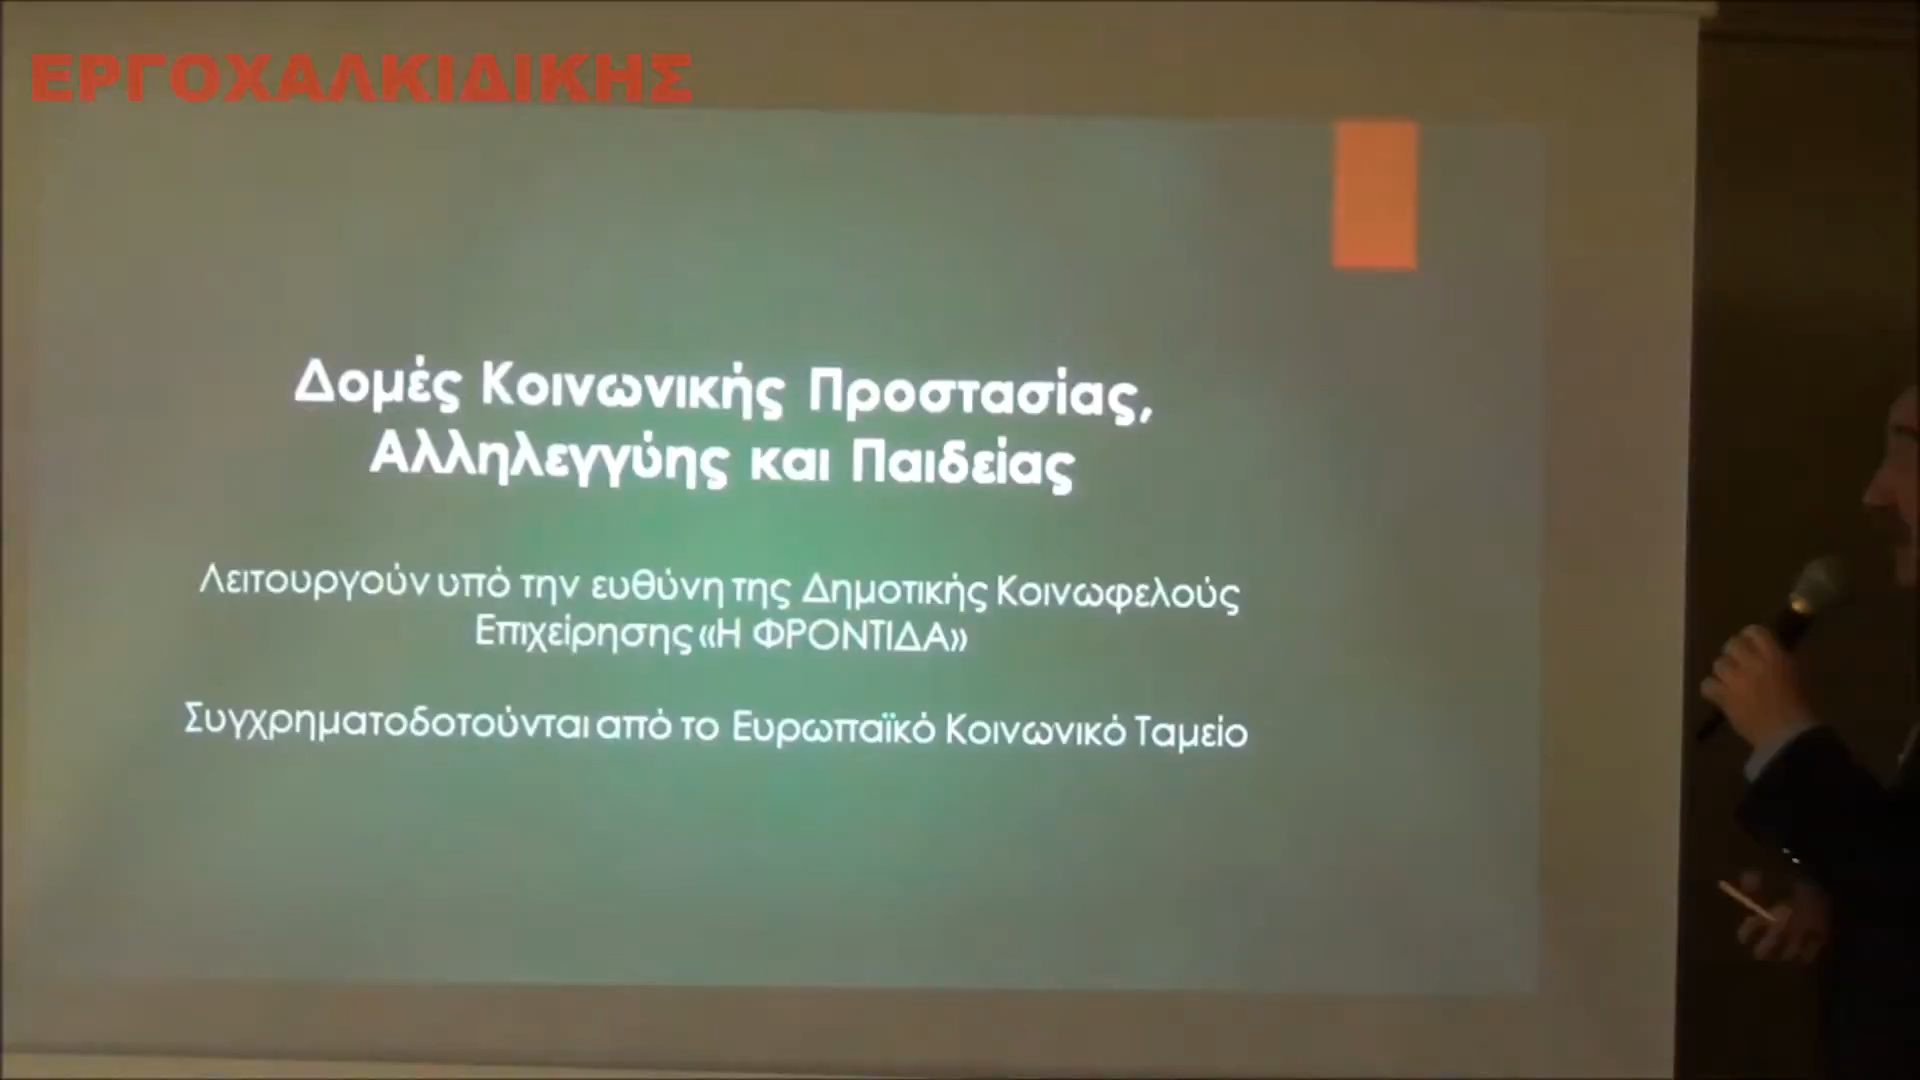 ΕΡΓΟΧΑΛΚΙΔΙΚΗΣ
Δομές Κοινωνικής Προστασίας,
Αλληλεγγύης και Παιδείας
Λειτουργούν υπό την ευθύνη της Δημοτικής Κοινωφελούς
Επιχείρησης «Η ΦΡΟΝΤΙΔΑ»
Συγχρηματοδοτούνται από το Ευρωπαϊκό Κοινωνικό Ταμείο